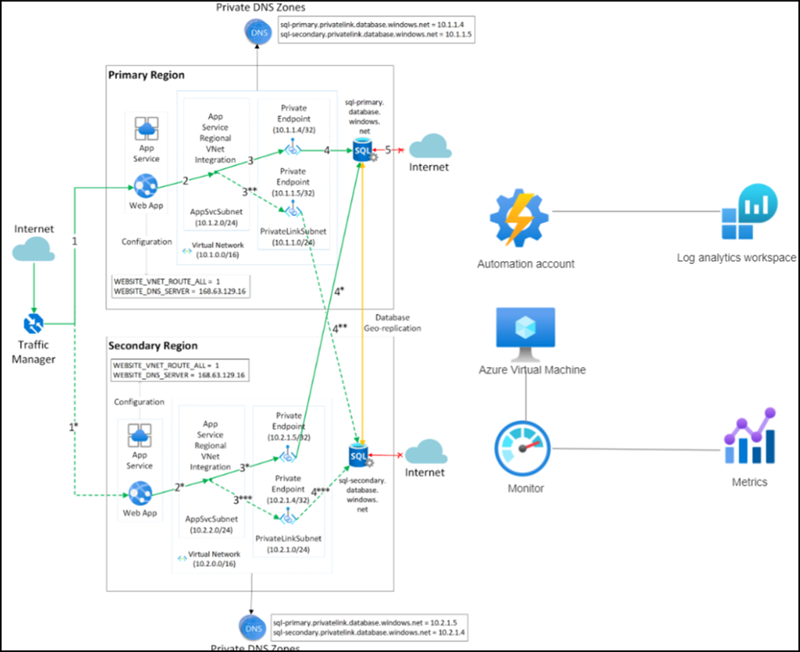 Private DNS Zones
DNS
sql-primary.privatelink.database.windows.net = 10.1.1.4
sql-secondary.privatelink.database.windows.net = 10.1.1.5
Primary Region
App
Service
Web App
Configuration
WEBSITE_VNET_ROUTE_ALL = 1
WEBSITE_DNS_SERVER = 168.63.129.16
App
Service
Regional
VNet
Integration
AppSvcSubnet
(10.1.2.0/24)
Virtual Network
(10.1.0.0/16)
Private
Endpoint
(10.1.1.4/32)
Private
Endpoint
(10.1.1.5/32)
PrivateLinkSubnet
(10.1.1.0/24)
sql-primary.
database.
windows.
net
SQL
Internet
1
2
3
3**
4
5
4*
4**
Database
Geo-replication
Internet
Traffic
Manager
1*
Secondary Region
WEBSITE_VNET_ROUTE_ALL = 1
WEBSITE_DNS_SERVER = 168.63.129.16
Configuration
App
Service
Web App
App
Service
Regional
VNet
Integration
AppSvcSubnet
(10.2.2.0/24)
Virtual Network
(10.2.0.0/16)
Private
Endpoint
(10.2.1.5/32)
Private
Endpoint
(10.2.1.4/32)
PrivateLinkSubnet
(10.2.1.0/24)
2*
3*
3***
4***
SQL
sql-secondary.
database.
windows.
net
Internet
DNS
sql-primary.privatelink.database.windows.net = 10.2.1.5
sql-secondary.privatelink.database.windows.net = 10.2.1.4
Private DNS Zones
Automation account
Log analytics workspace
Azure Virtual Machine
Monitor
Metrics